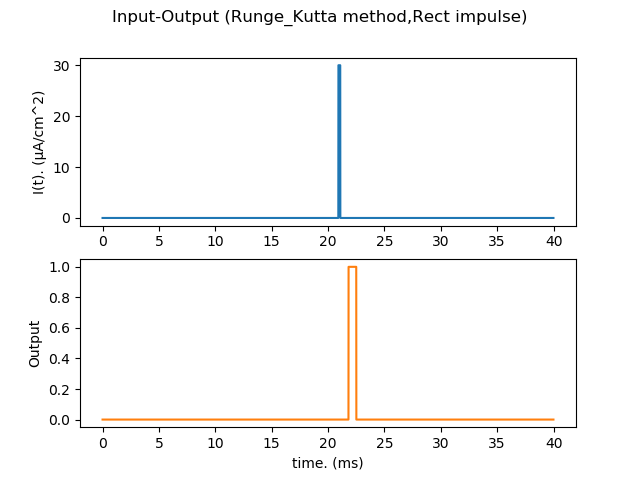 Input-Output (Runge_Kutta method,Rect impulse)
I(t). (μA/cm^2)
30
20
10
0
0 5 10 15 20 25 30 35 40
Output
1.0
0.8
0.6
0.4
0.2
0.0
0 5 10 15 20 25 30 35 40
time. (ms)